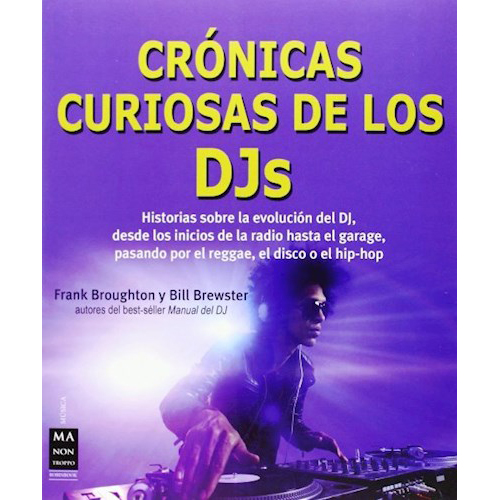 CRÓNICAS
CURIOSAS DE LOS
DJs
Historias sobre la evolución del DJ,
desde los inicios de la radio hasta el garage,
pasando por el reggae, el disco o el hip-hop
Frank Broughton y Bill Brewster
autores del best-séller Manual del DJ
MÚSICA
MA
NON
TROPPO